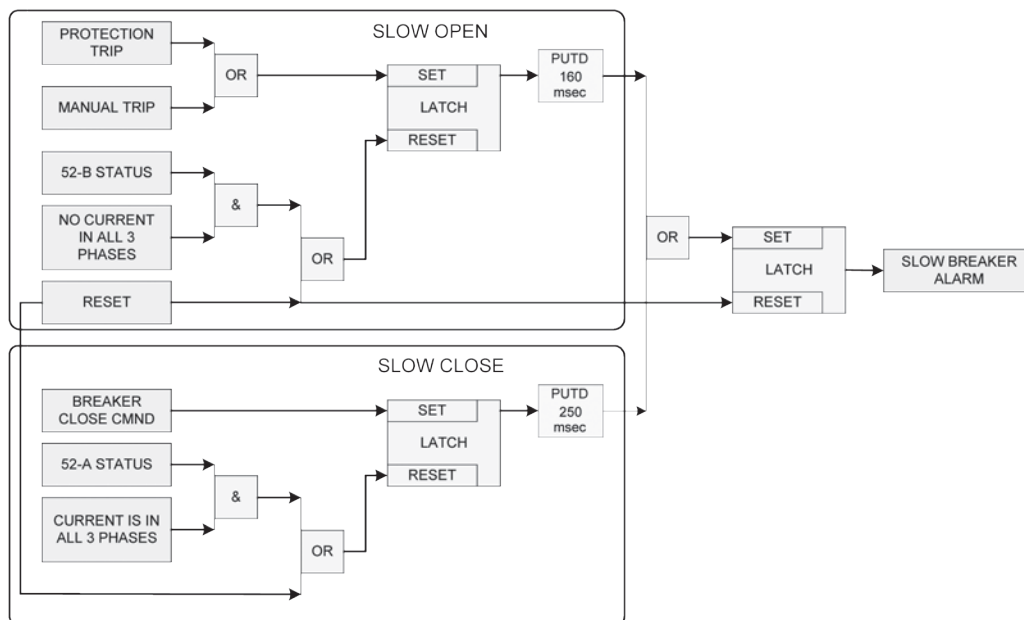 SLOW OPEN
PROTECTION
TRIP
MANUAL TRIP
OR
SET
LATCH
RESET
PUTD
160
msec
52-B STATUS
NO CURRENT
IN ALL 3
PHASES
&
OR
RESET
OR
SET
LATCH
RESET
SLOW BREAKER
ALARM
SLOW CLOSE
BREAKER
CLOSE CMND
SET
LATCH
RESET
PUTD
250
msec
52-A STATUS
CURRENT IS IN
ALL 3 PHASES
&
OR